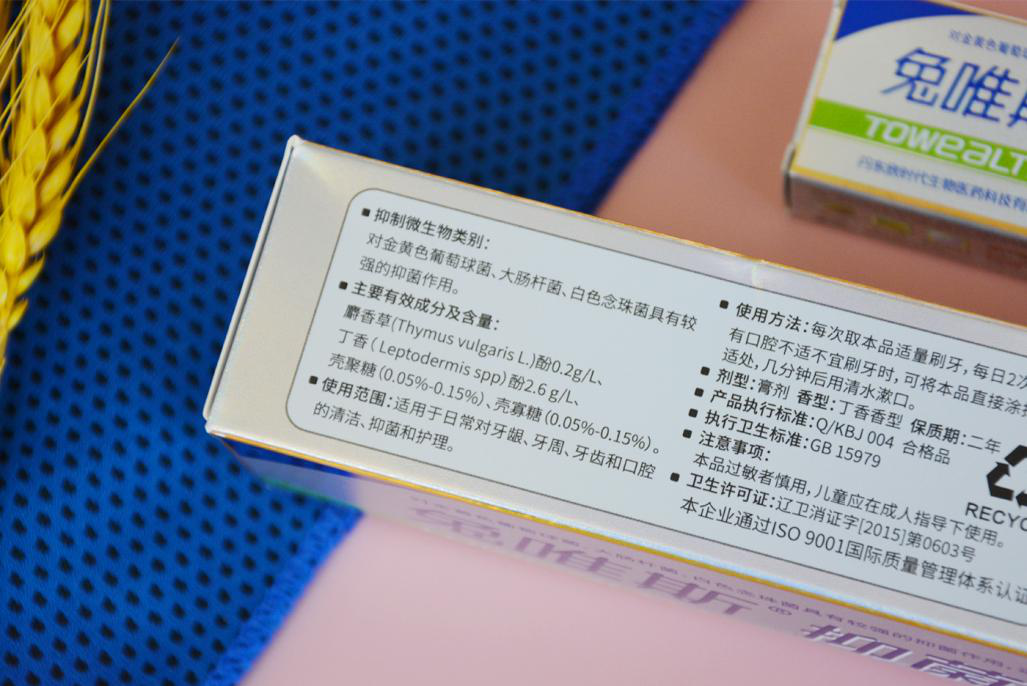 ■ 抑制微生物类别：
对金黄色葡萄球菌、大肠杆菌、白色念珠菌具有较
强的抑菌作用。
■ 主要有效成分及含量：
麝香草(Thymus vulgaris L.)酚0.2g/L、
丁香（Leptodermis spp)酚2.6 g/L、
壳聚糖（0.05%-0.15%）、壳寡糖（0.05%-0.15%）。
■ 使用范围：适用于日常对牙龈、牙周、牙齿和口腔
的清洁、抑菌和护理。
■ 使用方法：每次取本品适量刷牙，每日2次
有口腔不适不宜刷牙时，可将本品直接涂
适处，几分钟后用清水漱口。
■ 剂型：膏剂 香型：丁香香型 保质期：二年
■ 产品执行标准：Q/KBJ 004 合格品
■ 执行卫生标准：GB 15979
■ 注意事项：
本品过敏者慎用，儿童应在成人指导下使用。
■ 卫生许可证：辽卫消证字[2015]第0603号
本企业通过ISO 9001国际质量管理体系认证
RECYC
对金黄色葡萄
兔唯
TOWEALT
时代生物医药科技有
兔唯斯® 抑菌